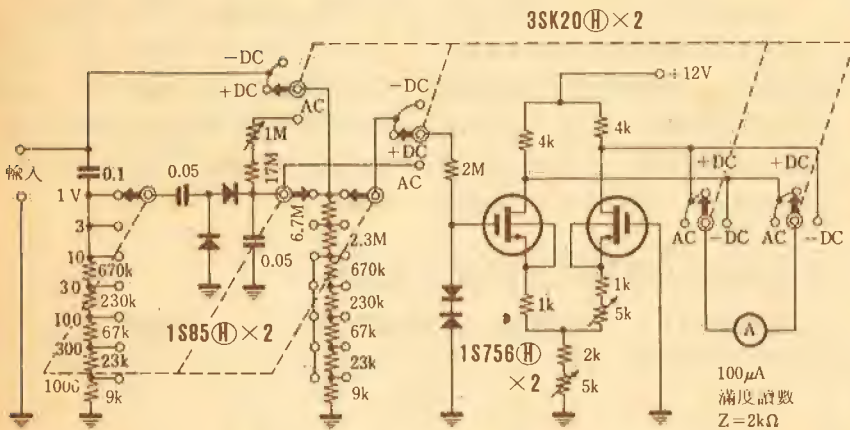 3SK20Ⓗ×2
−DC
+DC
AC
−DC
+DC
AC
+12V
1M
17M
4k
4k
2M
輸入
0.1
0.05
1V
3
10
30
100
300
1000
670k
230k
67k
23k
9k
0.05
6.7M
2.3M
670k
230k
67k
23k
9k
1S85Ⓗ×2
1S756Ⓗ
×2
1k
1k
5k
2k
5k
+DC
+DC
AC
−DC
AC
−DC
A
100μA
滿度讀數
Z=2kΩ